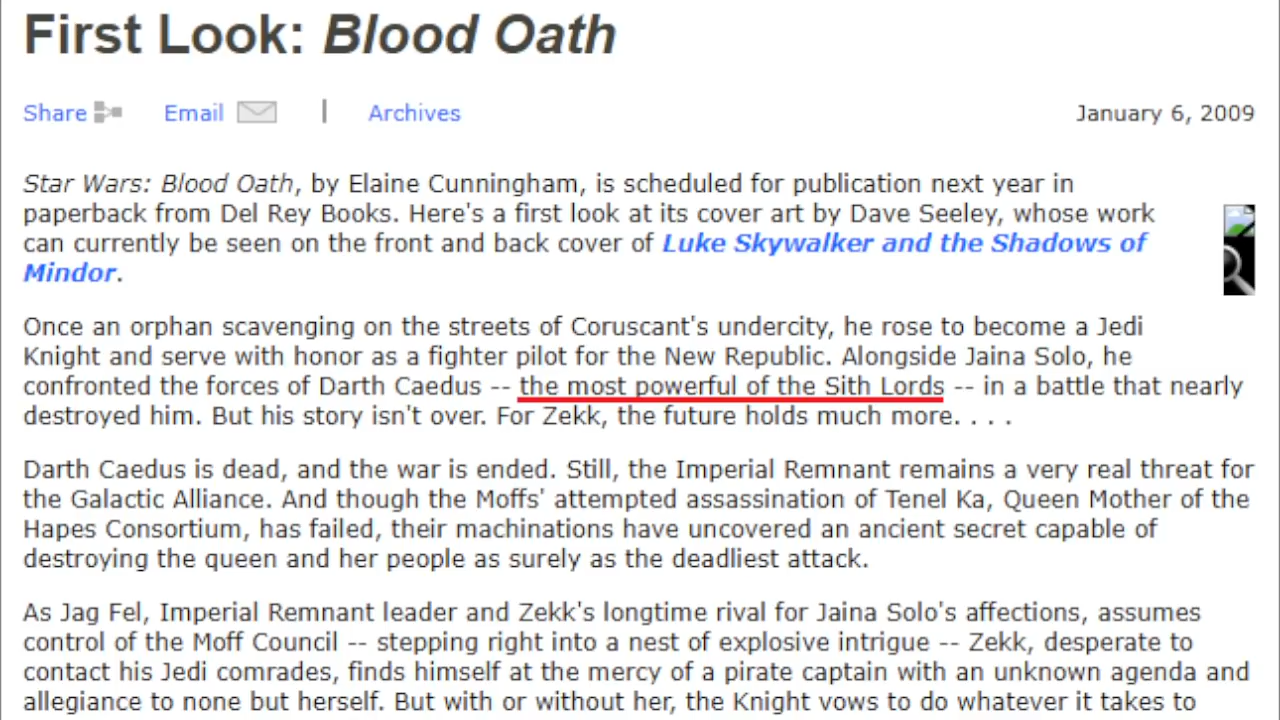 First Look: Blood Oath
Share Email | Archives January 6, 2009
Star Wars: Blood Oath, by Elaine Cunningham, is scheduled for publication next year in
paperback from Del Rey Books. Here's a first look at its cover art by Dave Seeley, whose work
can currently be seen on the front and back cover of Luke Skywalker and the Shadows of
Mindor.
Once an orphan scavenging on the streets of Coruscant's undercity, he rose to become a Jedi
Knight and serve with honor as a fighter pilot for the New Republic. Alongside Jaina Solo, he
confronted the forces of Darth Caedus -- the most powerful of the Sith Lords -- in a battle that nearly
destroyed him. But his story isn't over. For Zekk, the future holds much more. . . .
Darth Caedus is dead, and the war is ended. Still, the Imperial Remnant remains a very real threat for
the Galactic Alliance. And though the Moffs' attempted assassination of Tenel Ka, Queen Mother of the
Hapes Consortium, has failed, their machinations have uncovered an ancient secret capable of
destroying the queen and her people as surely as the deadliest attack.
As Jag Fel, Imperial Remnant leader and Zekk's longtime rival for Jaina Solo's affections, assumes
control of the Moff Council -- stepping right into a nest of explosive intrigue -- Zekk, desperate to
contact his Jedi comrades, finds himself at the mercy of a pirate captain with an unknown agenda and
allegiance to none but herself. But with or without her, the Knight vows to do whatever it takes to